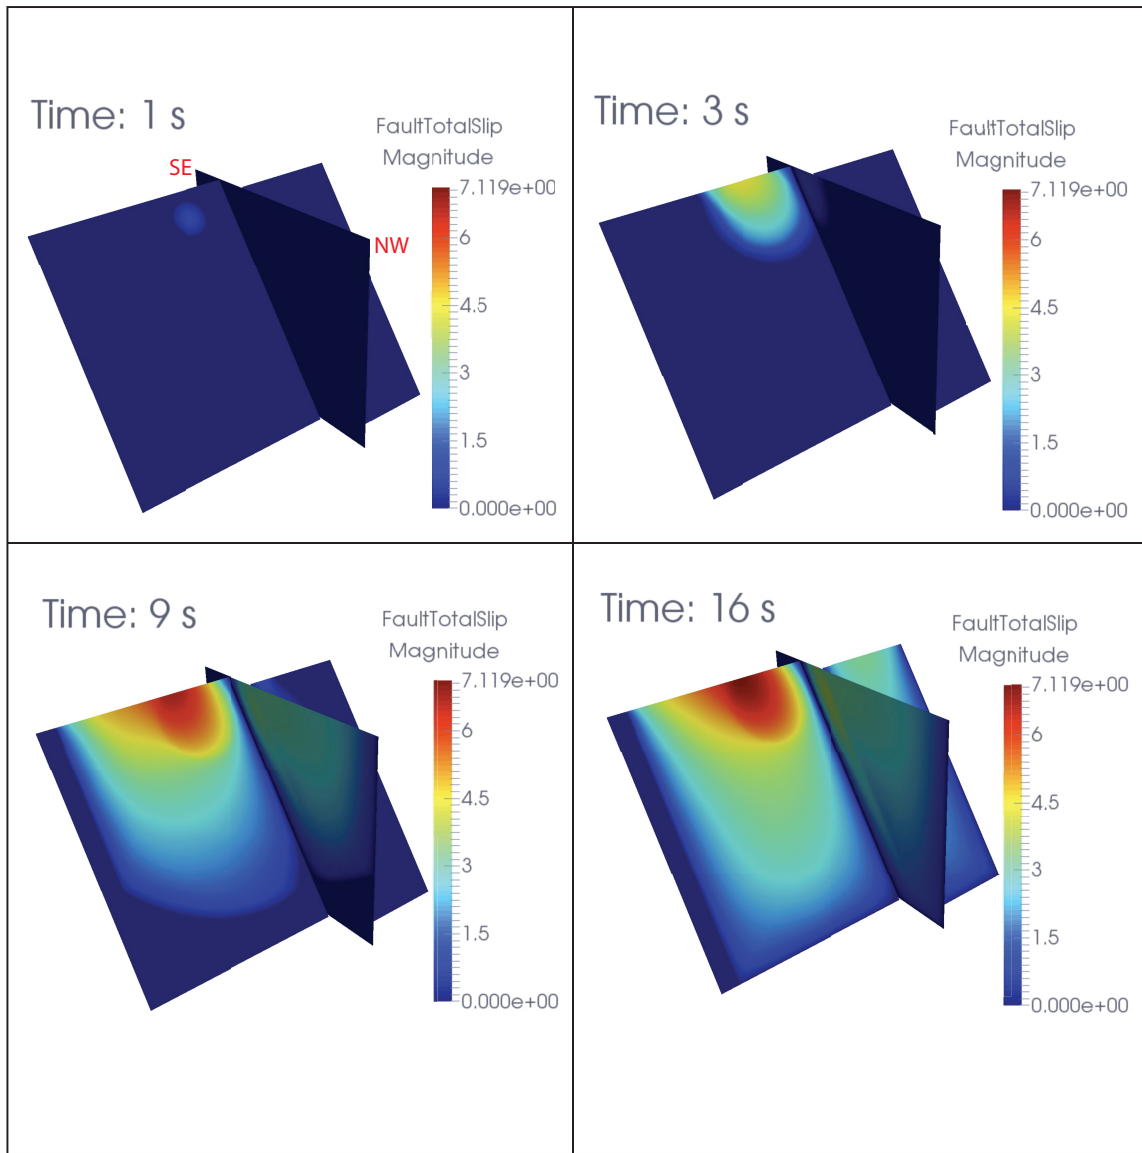 Time: 1 s
FaultTotalSlip
Magnitude
SE
NW
7.119e+00
6
4.5
3
1.5
0.000e+00
Time: 3 s
FaultTotalSlip
Magnitude
7.119e+00
6
4.5
3
1.5
0.000e+00
Time: 9 s
FaultTotalSlip
Magnitude
7.119e+00
6
4.5
3
1.5
0.000e+00
Time: 16 s
FaultTotalSlip
Magnitude
7.119e+00
6
4.5
3
1.5
0.000e+00